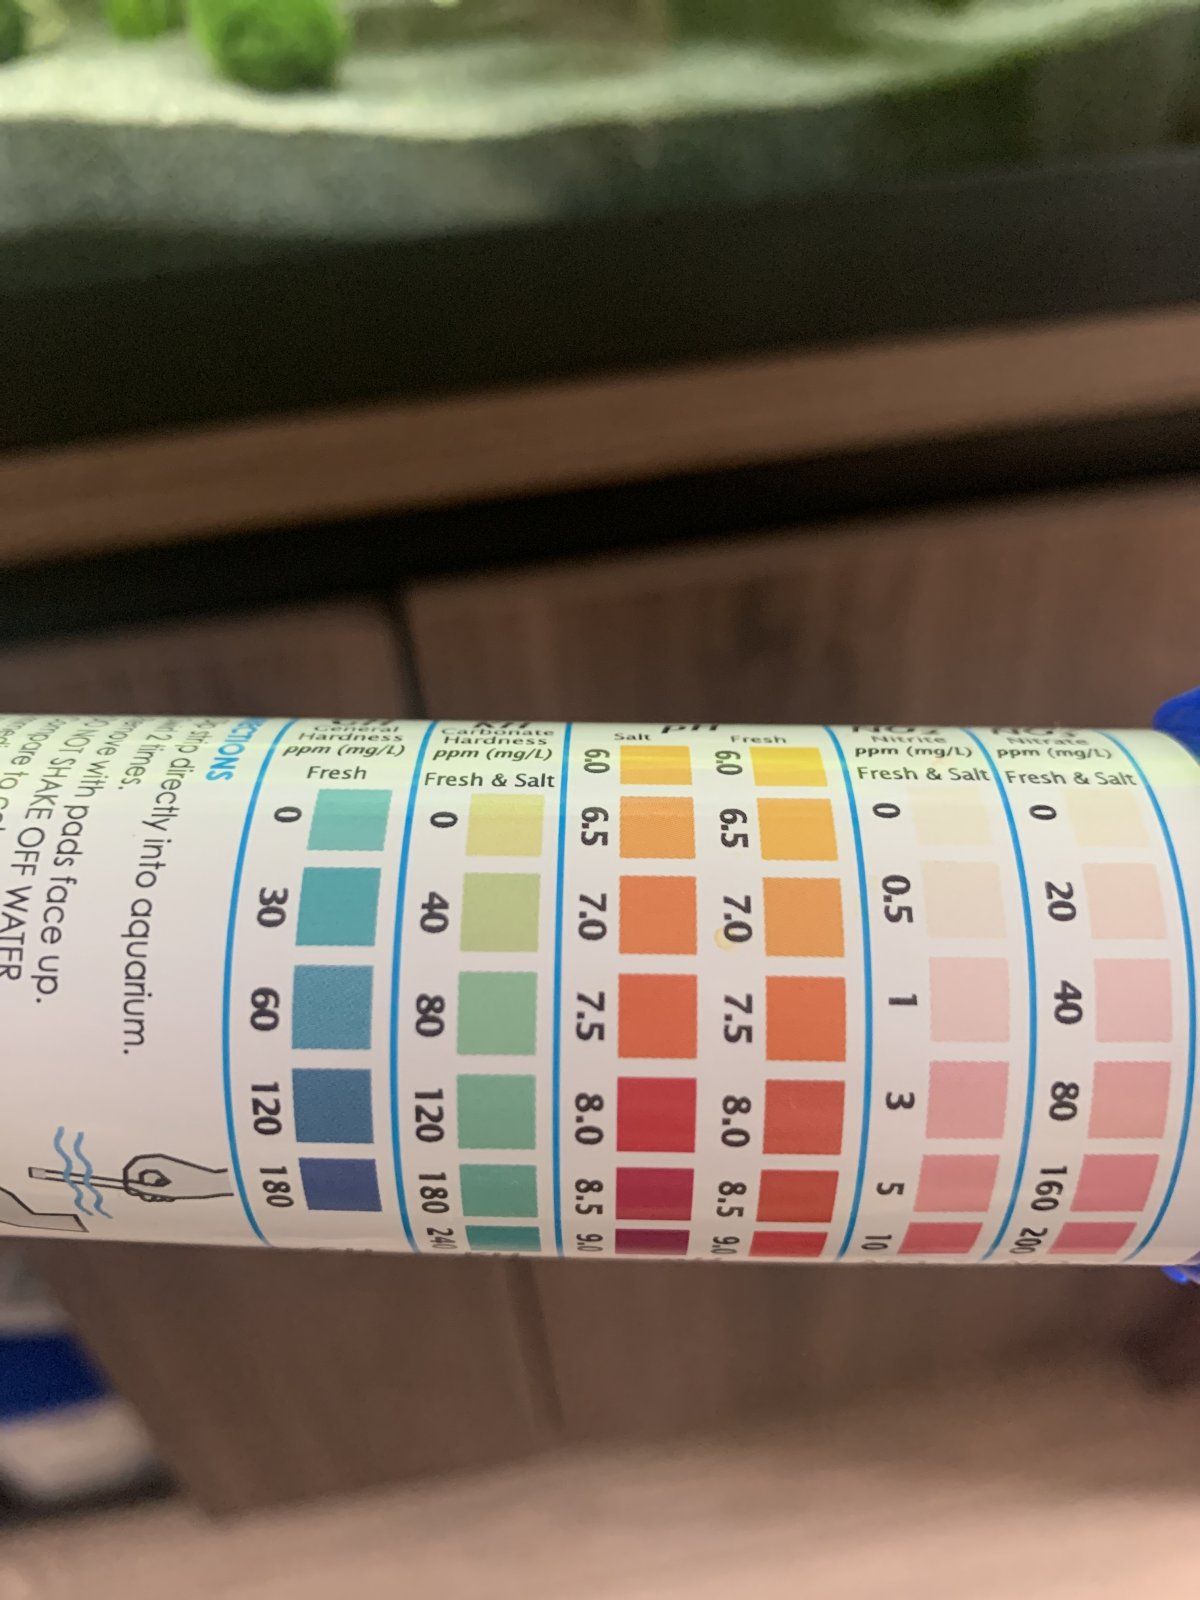 General
Hardness
ppm (mg/L)
Fresh
0
30
60
120
180
Carbonate
Hardness
ppm (mg/L)
Fresh & Salt
0
40
80
120
180
240
pH
Salt
6.0
6.5
7.0
7.5
8.0
8.5
9.0
Fresh
6.0
6.5
7.0
7.5
8.0
8.5
9.0
Nitrite
ppm (mg/L)
Fresh & Salt
0
0.5
1
3
5
10
Nitrate
ppm (mg/L)
Fresh & Salt
0
20
40
80
160
200
directly into aquarium.
2 times.
with pads face up.
NOT SHAKE OFF WATER